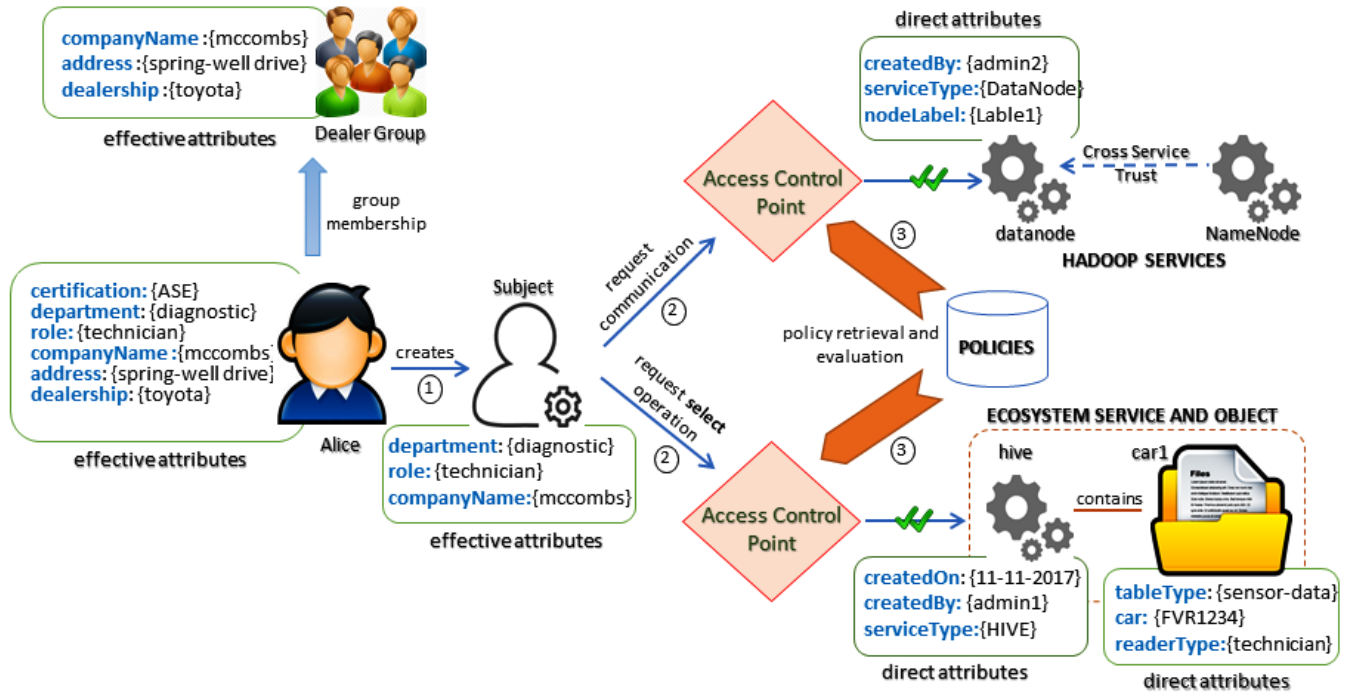 companyName :{mccombs}
address :{spring-well drive}
dealership :{toyota}
effective attributes
Dealer Group
group
membership
certification: {ASE}
department: {diagnostic}
role: {technician}
companyName :{mccombs}
address: {spring-well drive}
dealership: {toyota}
effective attributes
Alice
creates
1
Subject
department: {diagnostic}
role: {technician}
companyName:{mccombs}
effective attributes
request
communication
2
request select
operation
2
Access Control
Point
Access Control
Point
3
policy retrieval and
evaluation
POLICIES
3
direct attributes
createdBy: {admin2}
serviceType:{DataNode}
nodeLabel: {Lable1}
Cross Service
Trust
datanode
NameNode
HADOOP SERVICES
ECOSYSTEM SERVICE AND OBJECT
hive
car1
contains
Files
createdOn: {11-11-2017}
createdBy: {admin1}
serviceType:{HIVE}
direct attributes
tableType: {sensor-data}
car: {FVR1234}
readerType:{technician}
direct attributes